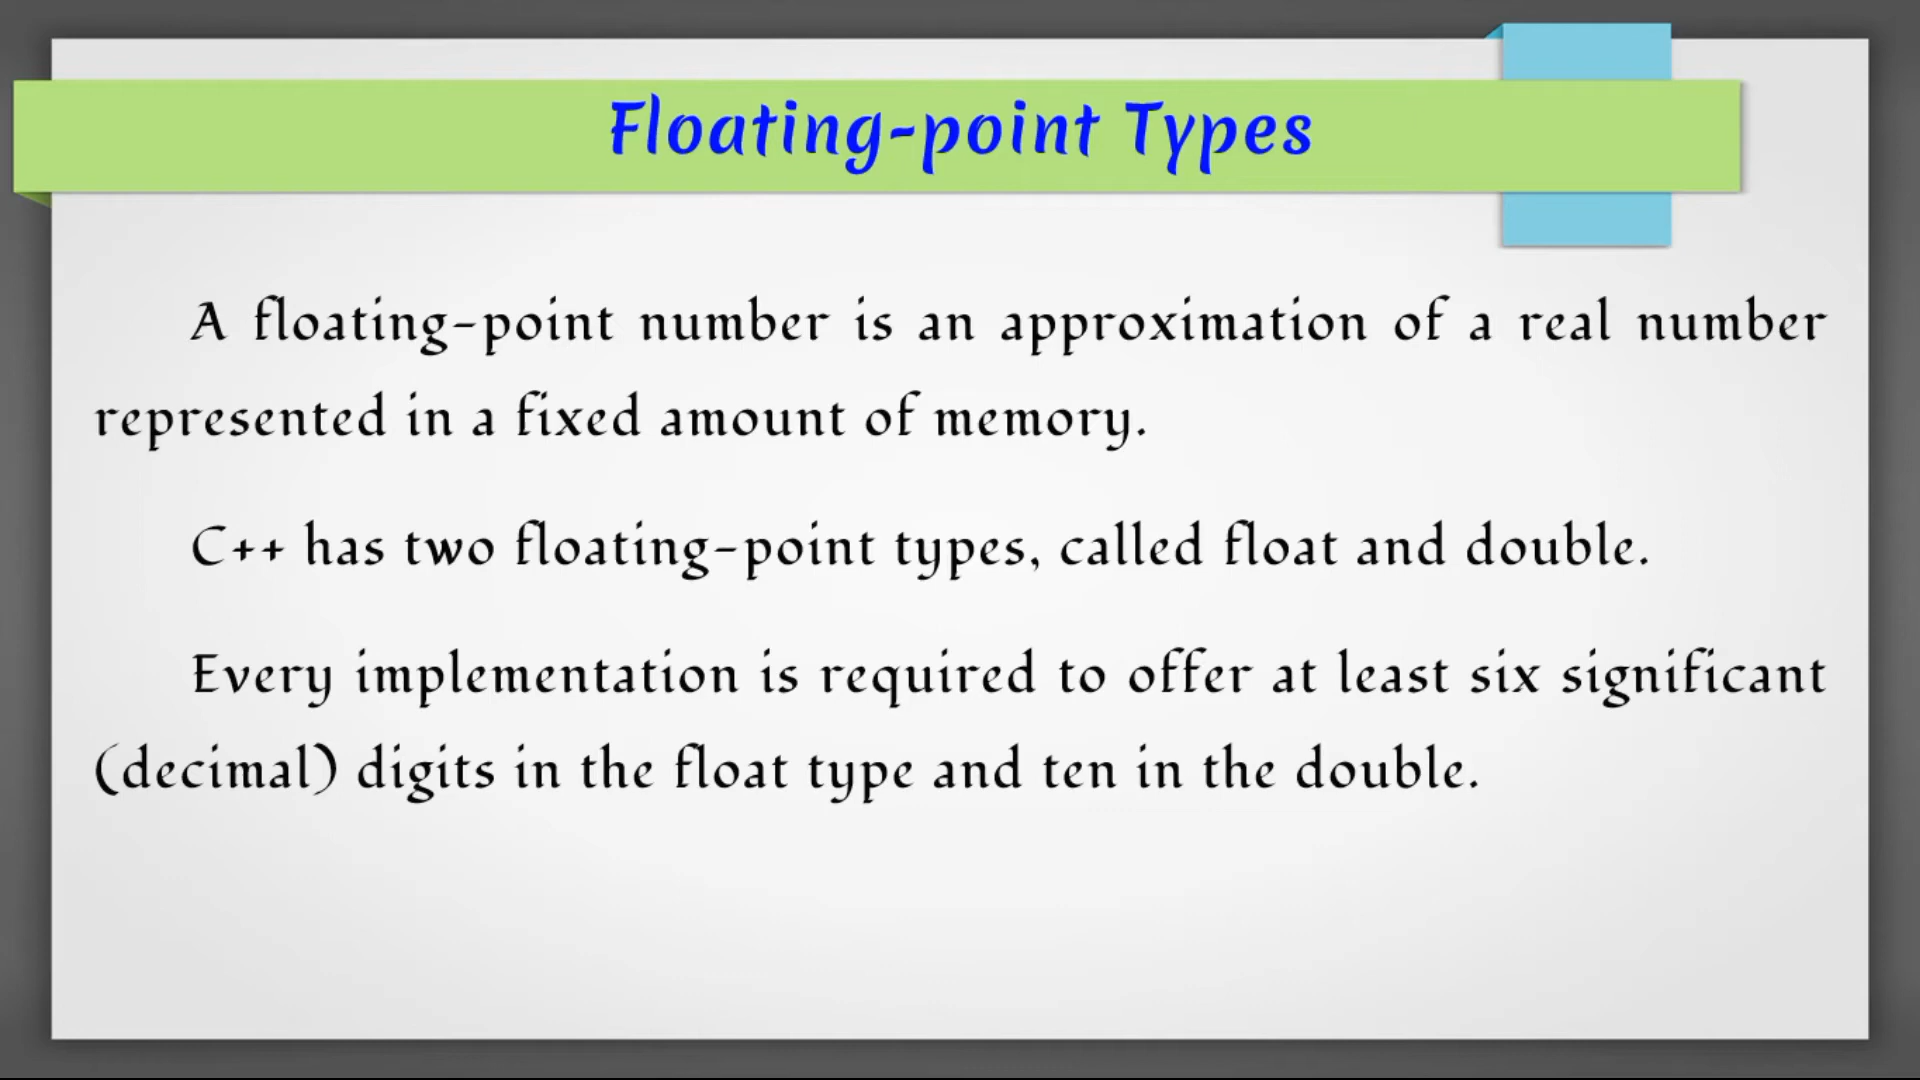 Floating-point Types
A floating-point number is an approximation of a real number
represented in a fixed amount of memory.
C++ has two floating-point types, called float and double.
Every implementation is required to offer at least six significant
(decimal) digits in the float type and ten in the double.